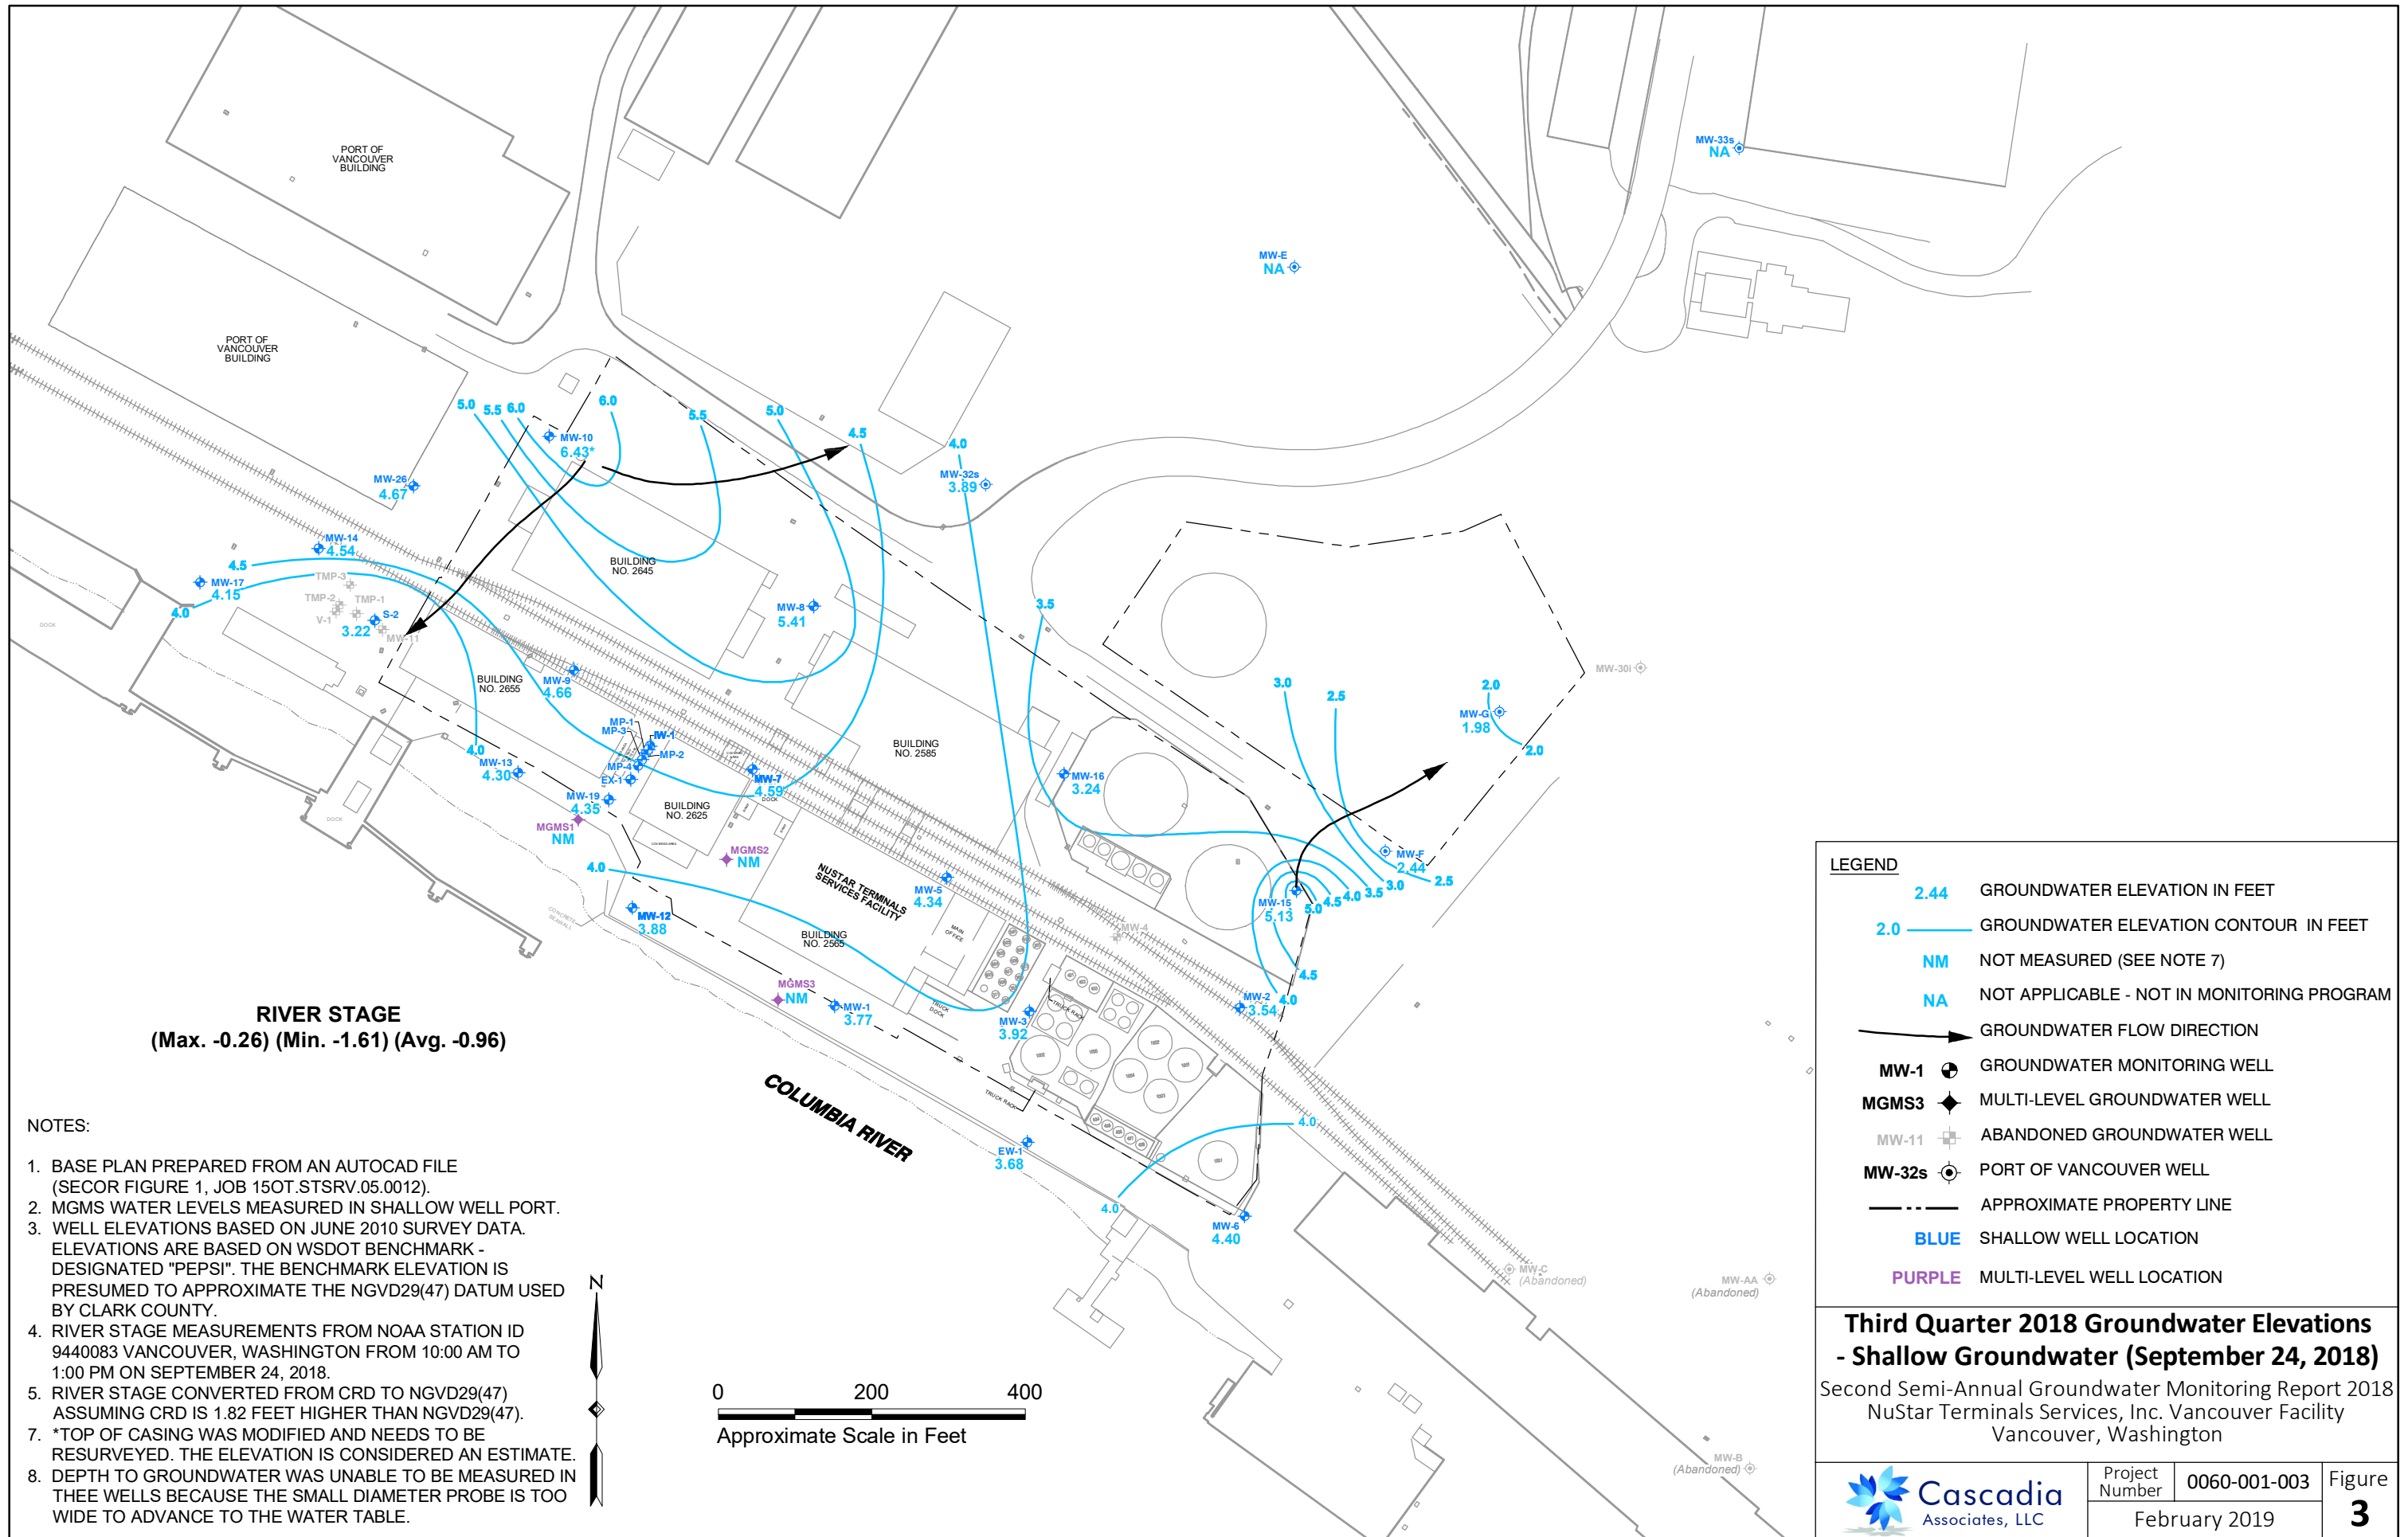 PORT OF
VANCOUVER
BUILDING
PORT OF
VANCOUVER
BUILDING
MW-33s
NA
MW-E
NA
5.0
5.5
6.0
6.0
5.5
5.0
4.5
4.0
MW-10
6.43*
MW-26
4.67
MW-32s
3.89
MW-14
4.54
4.5
MW-17
4.15
4.0
TMP-3
TMP-2
TMP-1
V-1
S-2
3.22
MW-11
DOCK
BUILDING
NO. 2645
MW-8
5.41
3.5
MW-30i
BUILDING
NO. 2655
MW-9
4.66
3.0
2.5
2.0
MW-G
1.98
2.0
MP-1
MP-3
IW-1
MP-2
MP-4
EX-1
4.0
MW-13
4.30
BUILDING
NO. 2585
MW-7
4.59
DOCK
MW-16
3.24
MW-19
4.35
BUILDING
NO. 2625
MGMS1
NM
DOCK
MGMS2
NM
4.0
NUSTAR TERMINALS
SERVICES FACILITY
MW-5
4.34
MW-F
2.44
2.5
3.0
3.5
4.0
4.5
5.0
MW-15
5.13
MW-12
3.88
CONCRETE
SEAWALL
BUILDING
NO. 2565
MAIN
OFFICE
MW-4
4.5
4.0
MGMS3
NM
MW-1
3.77
TRUCK
DOCK
MW-3
3.92
TRUCK RACK
MW-2
3.54
TRUCK RACK
COLUMBIA RIVER
EW-1
3.68
4.0
4.0
MW-6
4.40
MW-C
(Abandoned)
MW-AA
(Abandoned)
MW-B
(Abandoned)
RIVER STAGE
(Max. -0.26) (Min. -1.61) (Avg. -0.96)
NOTES:
1. BASE PLAN PREPARED FROM AN AUTOCAD FILE
(SECOR FIGURE 1, JOB 15OT.STSRV.05.0012).
2. MGMS WATER LEVELS MEASURED IN SHALLOW WELL PORT.
3. WELL ELEVATIONS BASED ON JUNE 2010 SURVEY DATA.
ELEVATIONS ARE BASED ON WSDOT BENCHMARK -
DESIGNATED "PEPSI". THE BENCHMARK ELEVATION IS
PRESUMED TO APPROXIMATE THE NGVD29(47) DATUM USED
BY CLARK COUNTY.
4. RIVER STAGE MEASUREMENTS FROM NOAA STATION ID
9440083 VANCOUVER, WASHINGTON FROM 10:00 AM TO
1:00 PM ON SEPTEMBER 24, 2018.
5. RIVER STAGE CONVERTED FROM CRD TO NGVD29(47)
ASSUMING CRD IS 1.82 FEET HIGHER THAN NGVD29(47).
7. *TOP OF CASING WAS MODIFIED AND NEEDS TO BE
RESURVEYED. THE ELEVATION IS CONSIDERED AN ESTIMATE.
8. DEPTH TO GROUNDWATER WAS UNABLE TO BE MEASURED IN
THEE WELLS BECAUSE THE SMALL DIAMETER PROBE IS TOO
WIDE TO ADVANCE TO THE WATER TABLE.
N
0 200 400
Approximate Scale in Feet
LEGEND
2.44 GROUNDWATER ELEVATION IN FEET
2.0 GROUNDWATER ELEVATION CONTOUR IN FEET
NM NOT MEASURED (SEE NOTE 7)
NA NOT APPLICABLE - NOT IN MONITORING PROGRAM
GROUNDWATER FLOW DIRECTION
MW-1 GROUNDWATER MONITORING WELL
MGMS3 MULTI-LEVEL GROUNDWATER WELL
MW-11 ABANDONED GROUNDWATER WELL
MW-32s PORT OF VANCOUVER WELL
APPROXIMATE PROPERTY LINE
BLUE SHALLOW WELL LOCATION
PURPLE MULTI-LEVEL WELL LOCATION
Third Quarter 2018 Groundwater Elevations
- Shallow Groundwater (September 24, 2018)
Second Semi-Annual Groundwater Monitoring Report 2018
NuStar Terminals Services, Inc. Vancouver Facility
Vancouver, Washington
Cascadia
Associates, LLC
Project
Number
0060-001-003
February 2019
Figure
3